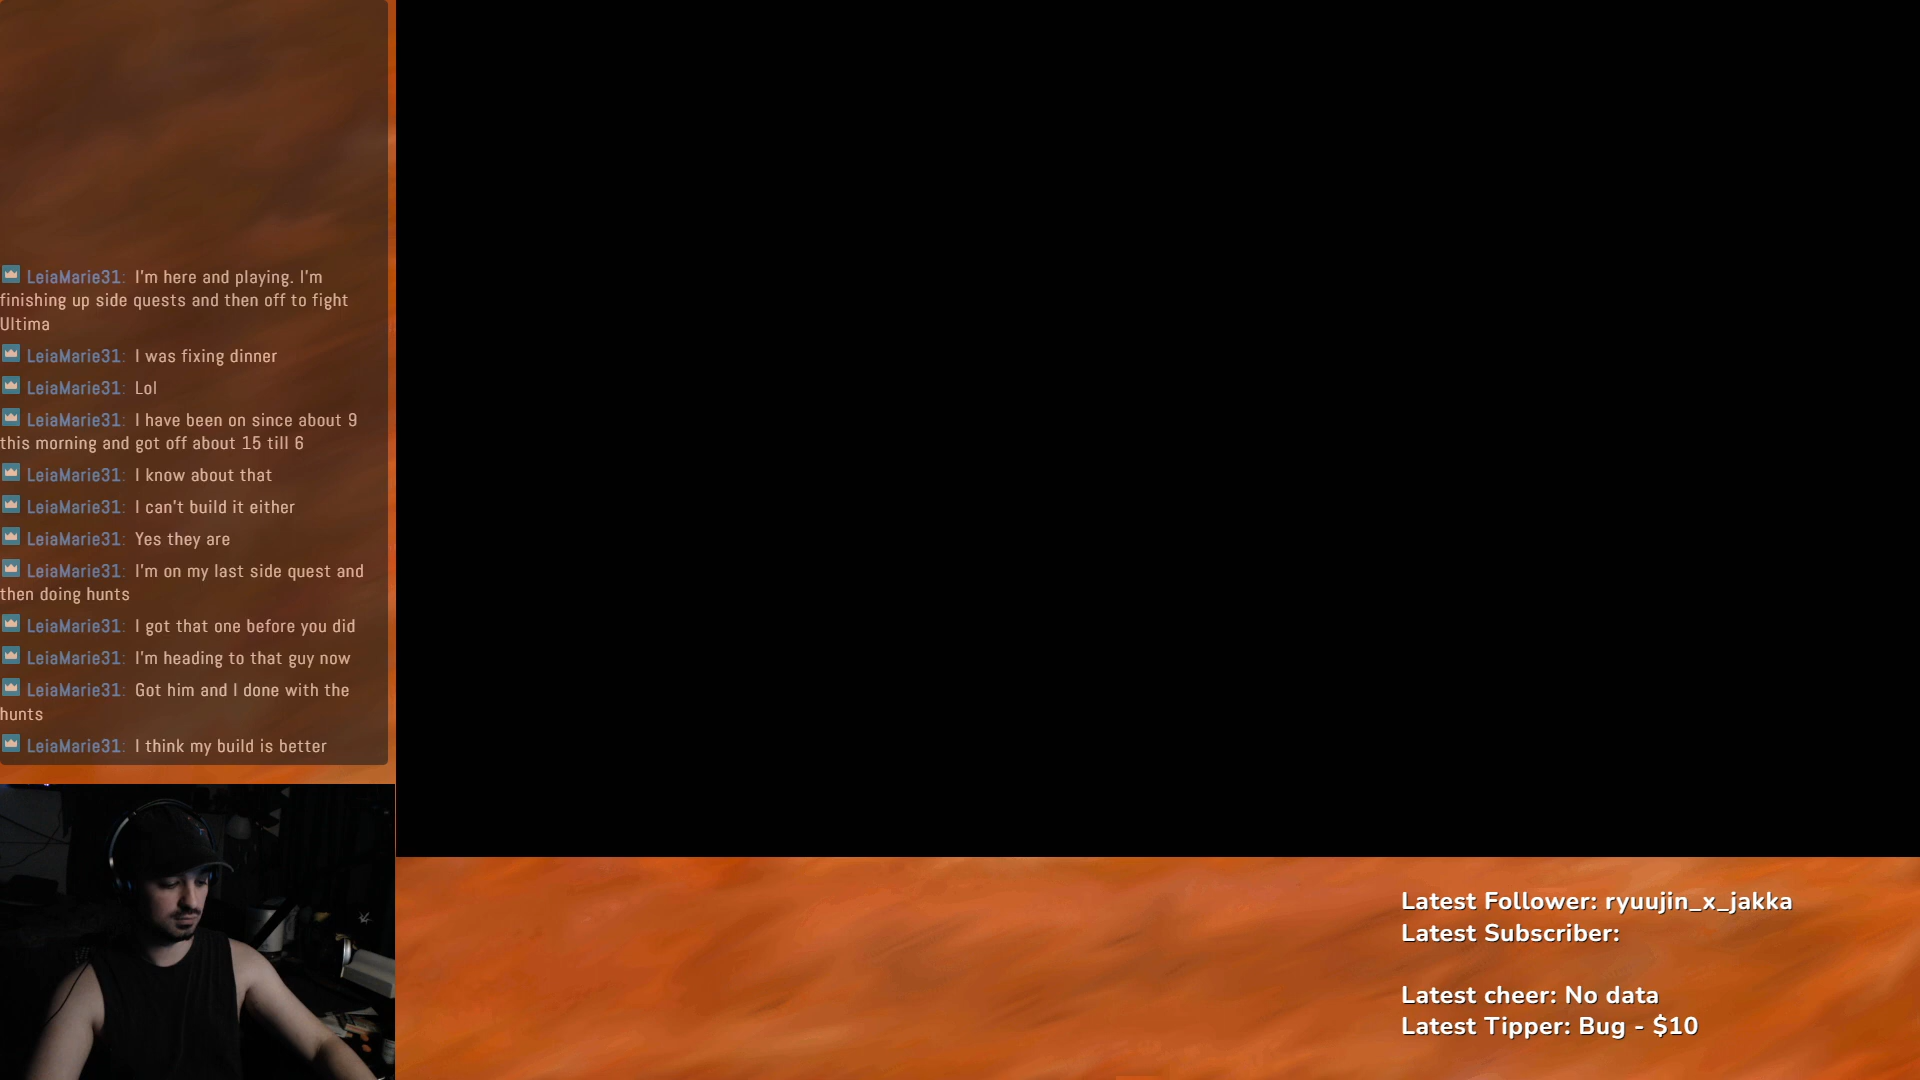 LeiaMarie31: I'm here and playing. I'm
finishing up side quests and then off to fight
Ultima
LeiaMarie31: I was fixing dinner
LeiaMarie31: Lol
LeiaMarie31: I have been on since about 9
this morning and got off about 15 till 6
LeiaMarie31: I know about that
LeiaMarie31: I can't build it either
LeiaMarie31: Yes they are
LeiaMarie31: I'm on my last side quest and
then doing hunts
LeiaMarie31: I got that one before you did
LeiaMarie31: I'm heading to that guy now
LeiaMarie31: Got him and I done with the
hunts
LeiaMarie31: I think my build is better
Latest Follower: ryuujin_x_jakka
Latest Subscriber:
Latest cheer: No data
Latest Tipper: Bug - $10